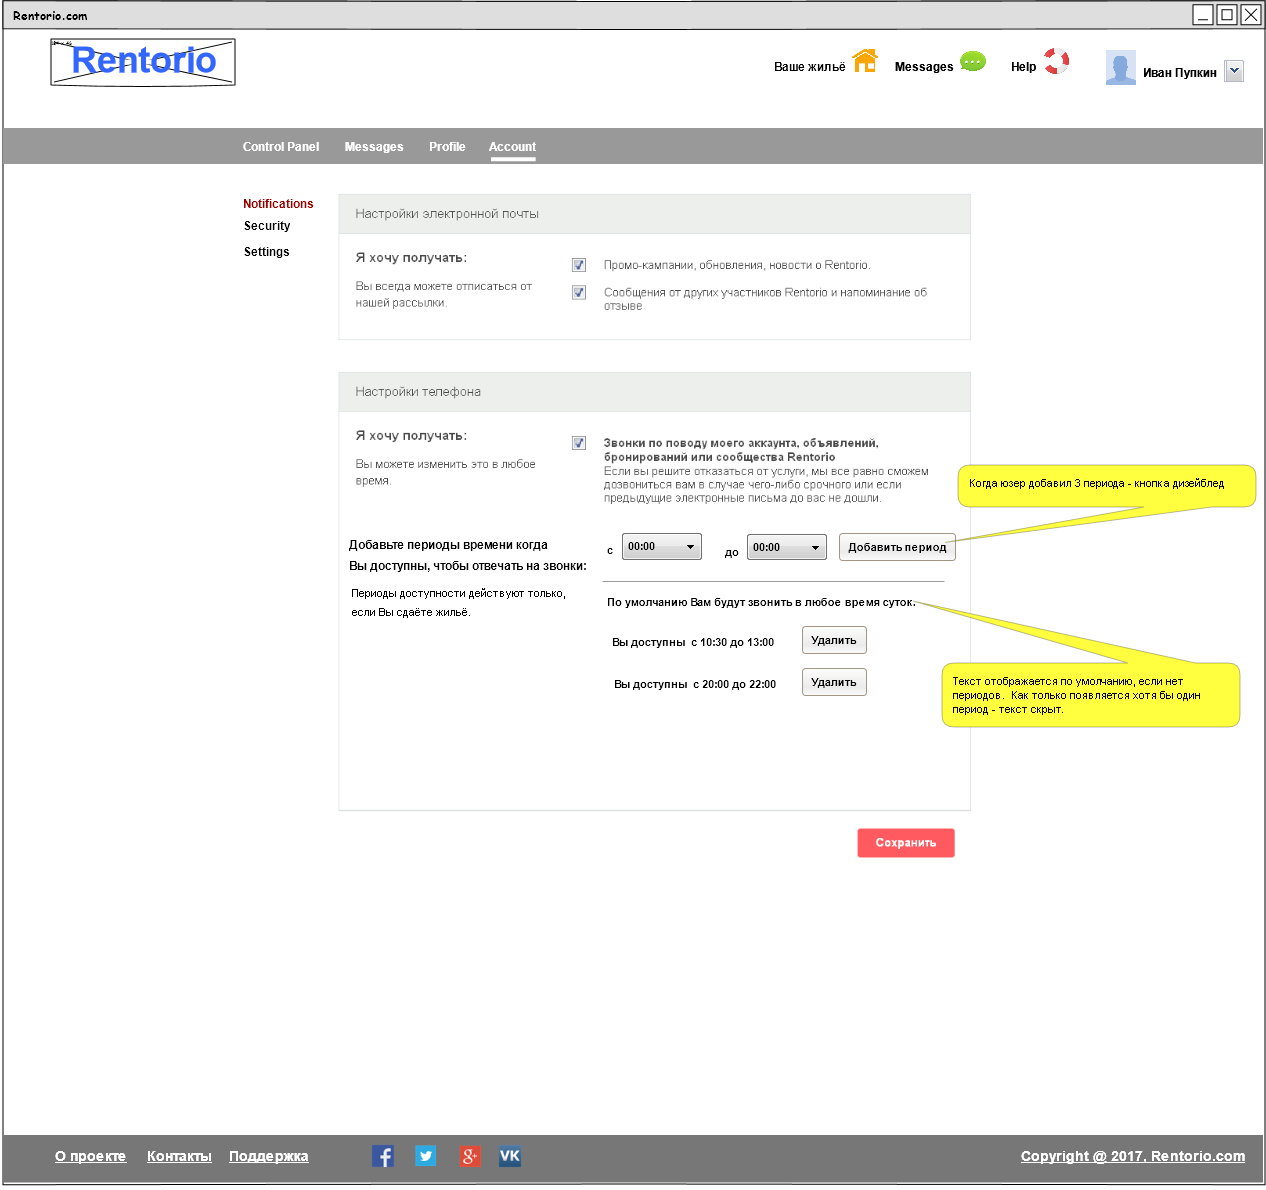 Rentorio.com
Rentorio
Ваше жильё
Messages
Help
Иван Пупкин
Control Panel
Messages
Profile
Account
Notifications
Security
Settings
Настройки электронной почты
Я хочу получать:
Вы всегда можете отписаться от
нашей рассылки.
Промо-кампании, обновления, новости о Rentorio.
Сообщения от других участников Rentorio и напоминание об
отзыве
Настройки телефона
Я хочу получать:
Вы можете изменить это в любое
время.
Звонки по поводу моего аккаунта, объявлений,
бронирований или сообщества Rentorio
Если вы решите отказаться от услуги, мы все равно сможем
дозвониться вам в случае чего-либо срочного или если
предыдущие электронные письма до вас не дошли.
Когда юзер добавил 3 периода - кнопка дизейблед
Добавьте периоды времени когда
Вы доступны, чтобы отвечать на звонки:
Периоды доступности действуют только,
если Вы сдаёте жильё.
с
00:00
до
00:00
Добавить период
По умолчанию Вам будут звонить в любое время суток.
Вы доступны с 10:30 до 13:00
Удалить
Вы доступны с 20:00 до 22:00
Удалить
Текст отображается по умолчанию, если нет
периодов. Как только появляется хотя бы один
период - текст скрыт.
Сохранить
О проекте
Контакты
Поддержка
Copyright @ 2017, Rentorio.com